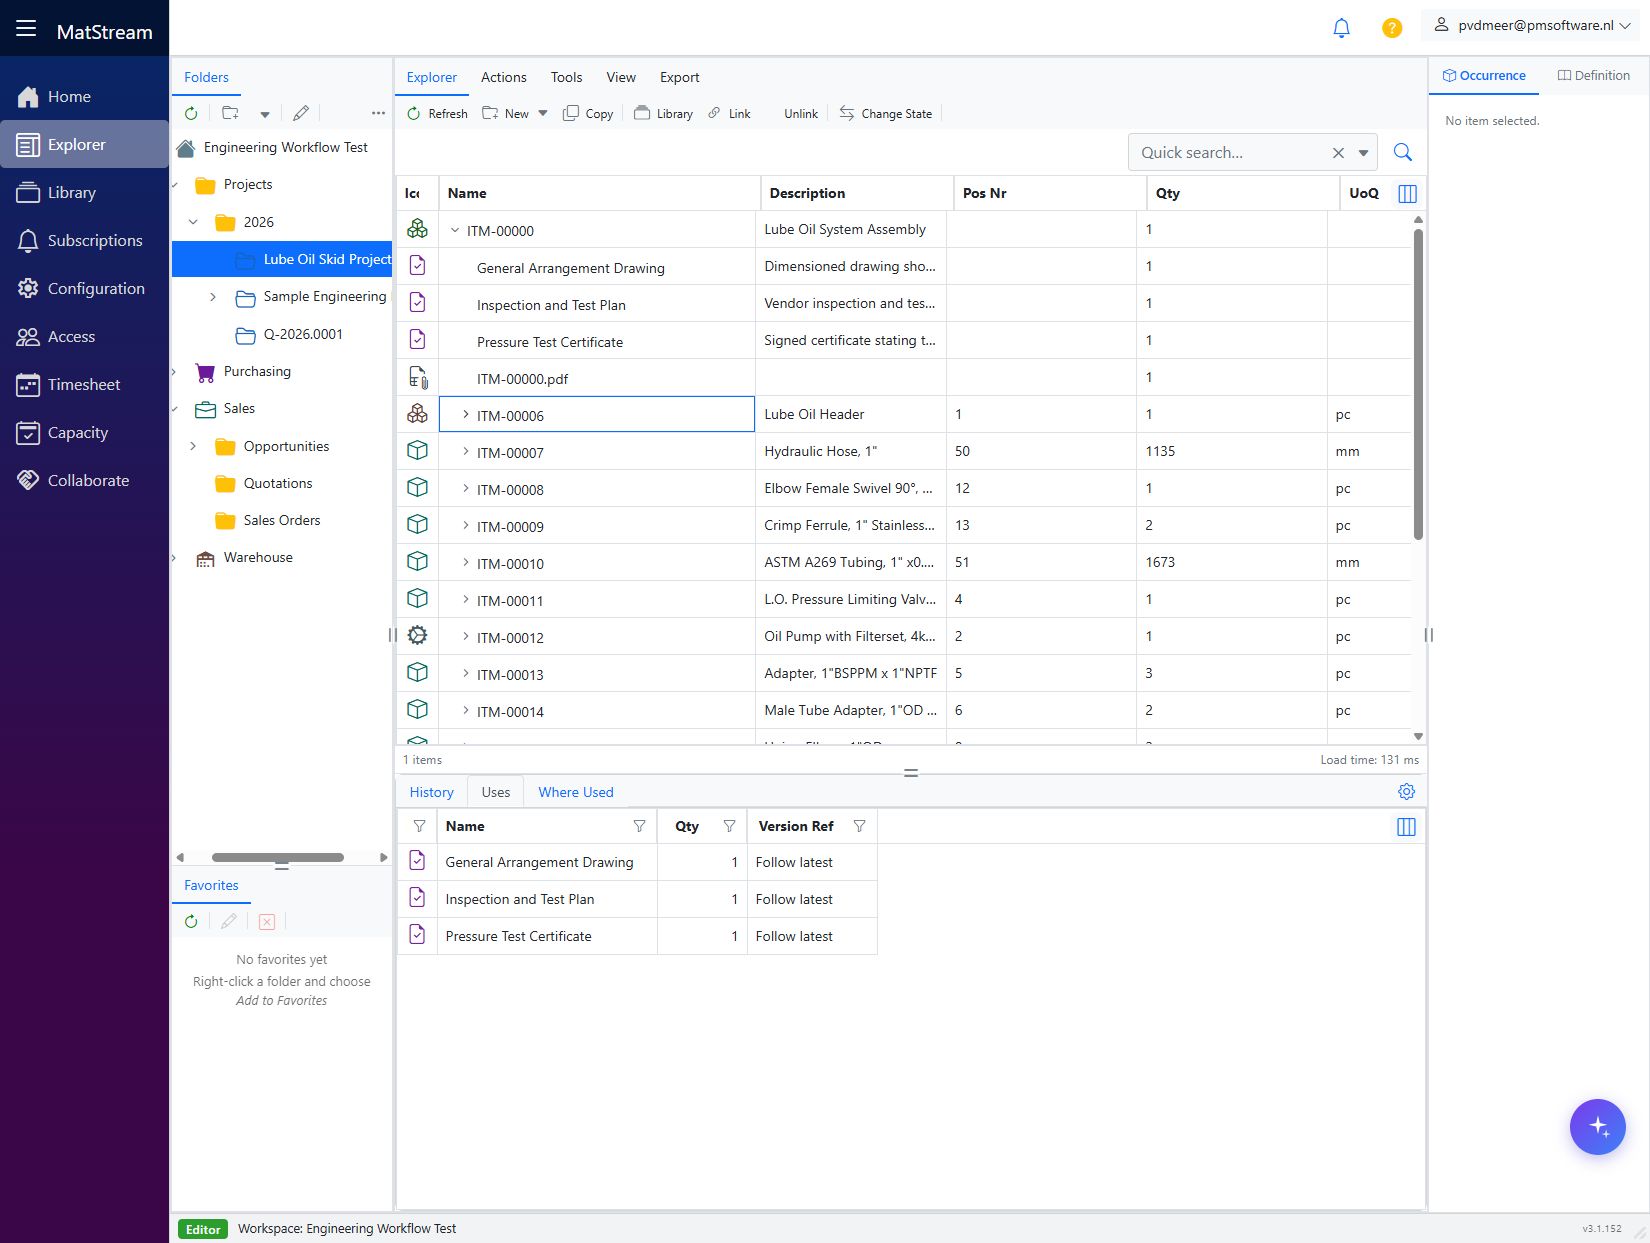 MatStream
pvdmeer@pmsoftware.nl
Home
Explorer
Library
Subscriptions
Configuration
Access
Timesheet
Capacity
Collaborate
Folders
Engineering Workflow Test
Projects
2026
Lube Oil Skid Project
Sample Engineering
Q-2026.0001
Purchasing
Sales
Opportunities
Quotations
Sales Orders
Warehouse
Favorites
No favorites yet
Right-click a folder and choose
Add to Favorites
Explorer Actions Tools View Export
Refresh New Copy Library Link Unlink Change State
Quick search...
Ico Name Description Pos Nr Qty UoQ
ITM-00000 Lube Oil System Assembly 1
General Arrangement Drawing Dimensioned drawing sho... 1
Inspection and Test Plan Vendor inspection and tes... 1
Pressure Test Certificate Signed certificate stating t... 1
ITM-00000.pdf 1
ITM-00006 Lube Oil Header 1 1 pc
ITM-00007 Hydraulic Hose, 1" 50 1135 mm
ITM-00008 Elbow Female Swivel 90°, ... 12 1 pc
ITM-00009 Crimp Ferrule, 1" Stainless... 13 2 pc
ITM-00010 ASTM A269 Tubing, 1" x0.... 51 1673 mm
ITM-00011 L.O. Pressure Limiting Valv... 4 1 pc
ITM-00012 Oil Pump with Filterset, 4k... 2 1 pc
ITM-00013 Adapter, 1"BSPPM x 1"NPTF 5 3 pc
ITM-00014 Male Tube Adapter, 1"OD ... 6 2 pc
1 items Load time: 131 ms
History Uses Where Used
Name Qty Version Ref
General Arrangement Drawing 1 Follow latest
Inspection and Test Plan 1 Follow latest
Pressure Test Certificate 1 Follow latest
Occurrence Definition
No item selected.
Editor Workspace: Engineering Workflow Test
v3.1.152